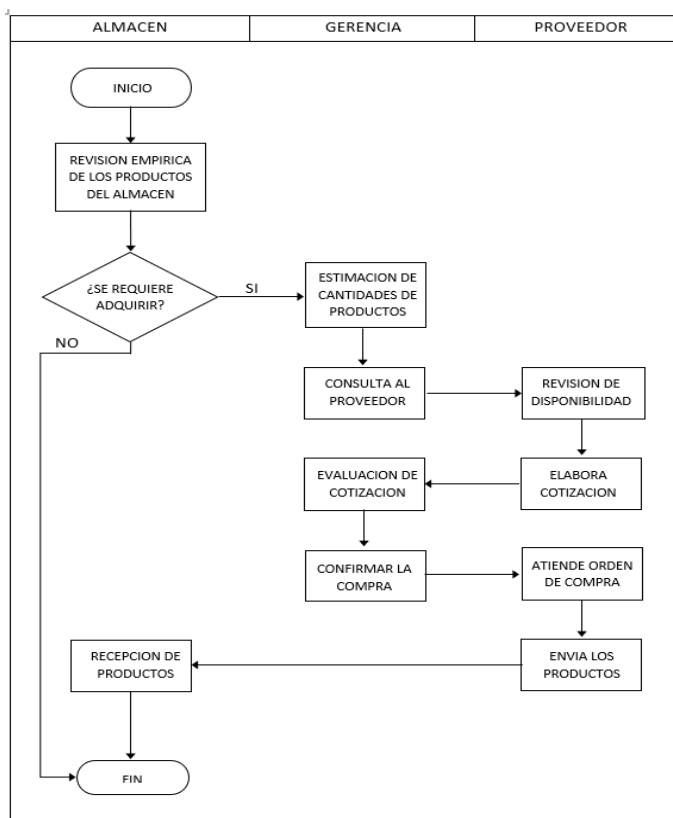 ALMACEN
GERENCIA
PROVEEDOR
INICIO
REVISION EMPIRICA
DE LOS PRODUCTOS
DEL ALMACEN
¿SE REQUIERE
ADQUIRIR?
SI
NO
ESTIMACION DE
CANTIDADES DE
PRODUCTOS
CONSULTA AL
PROVEEDOR
REVISION DE
DISPONIBILIDAD
EVALUACION DE
COTIZACION
ELABORA
COTIZACION
CONFIRMAR LA
COMPRA
ATIENDE ORDEN
DE COMPRA
RECEPCION DE
PRODUCTOS
ENVIA LOS
PRODUCTOS
FIN